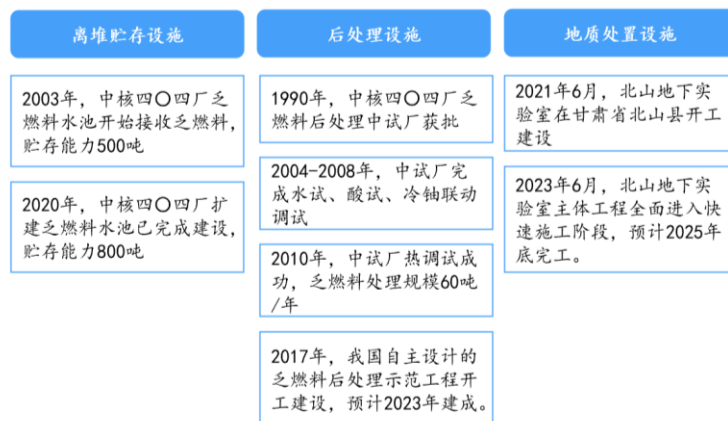 离堆贮存设施
2003年，中核四〇四厂乏
燃料水池开始接收乏燃料，
贮存能力500吨
2020年，中核四〇四厂扩
建乏燃料水池已完成建设，
贮存能力800吨
后处理设施
1990年，中核四〇四厂乏
燃料后处理中试厂获批
2004-2008年，中试厂完
成水试、酸试、冷铀联动
调试
2010年，中试厂热调试成
功，乏燃料处理规模60吨
/年
2017年，我国自主设计的
乏燃料后处理示范工程开
工建设，预计2023年建成。
地质处置设施
2021年6月，北山地下实
验室在甘肃省北山县开工
建设
2023年6月，北山地下实
验室主体工程全面进入快
速施工阶段，预计2025年
底完工。